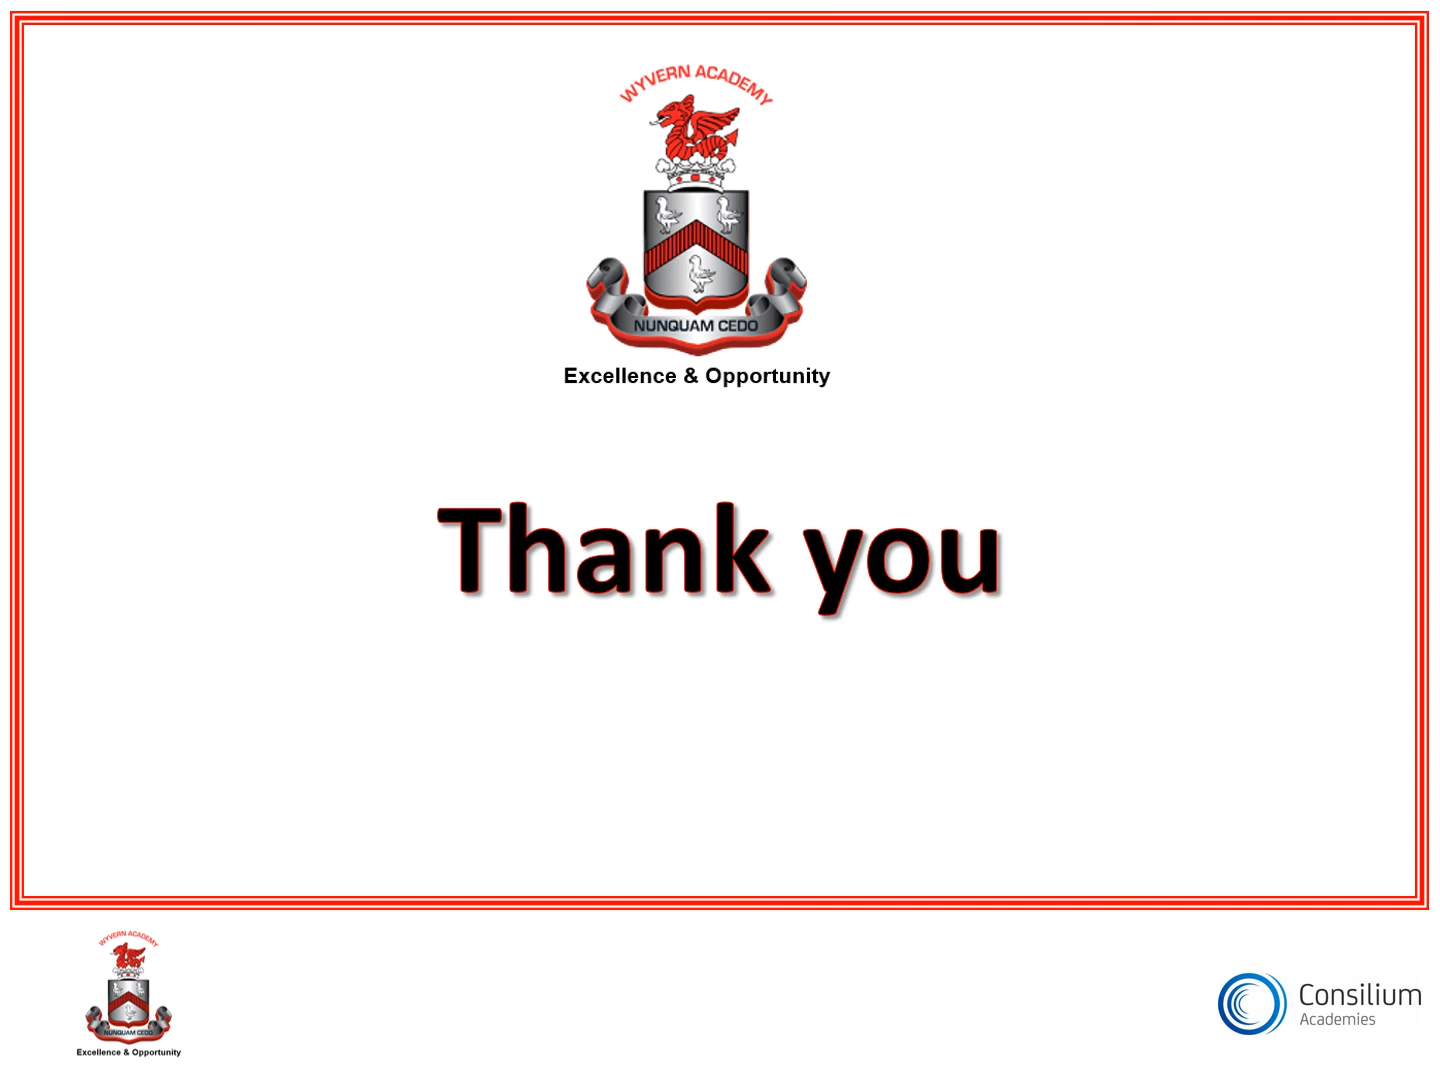 WYVERN ACADEMY
NUNQUAM CEDO
Excellence & Opportunity
Thank you
WYVERN ACADEMY
NUNQUAM CEDO
Excellence & Opportunity
Consilium
Academies